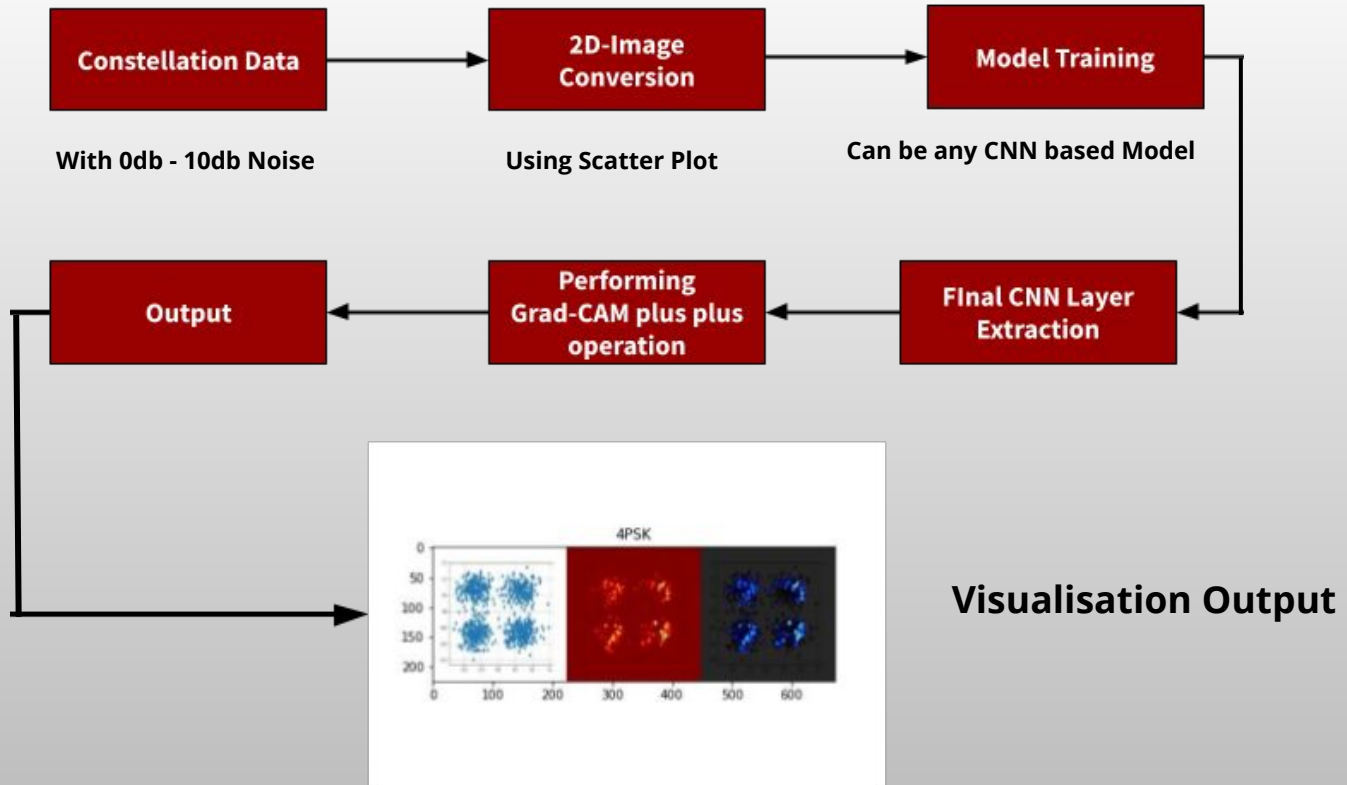 Constellation Data
2D-Image
Conversion
Model Training
With 0db - 10db Noise
Using Scatter Plot
Can be any CNN based Model
Output
Performing
Grad-CAM plus plus
operation
FInal CNN Layer
Extraction
4PSK
0
50
100
150
200
0 100 200 300 400 500 600
Visualisation Output